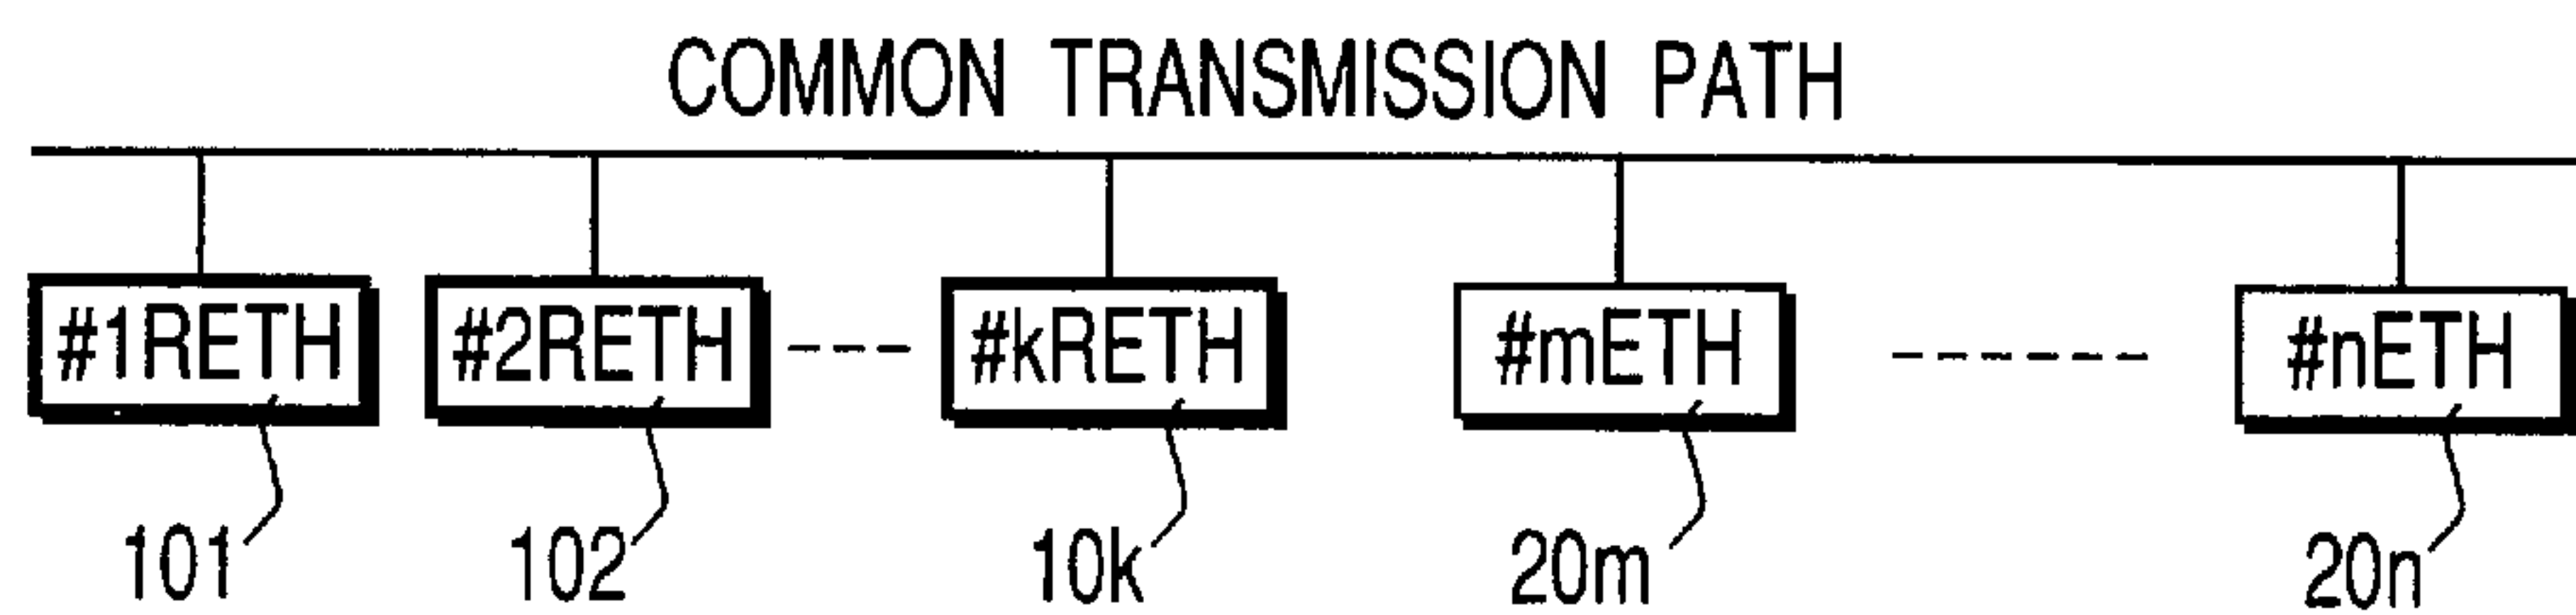 COMMON TRANSMISSION PATH
#1RETH #2RETH #kRETH #mETH #nETH
101 102 10k 20m 20n